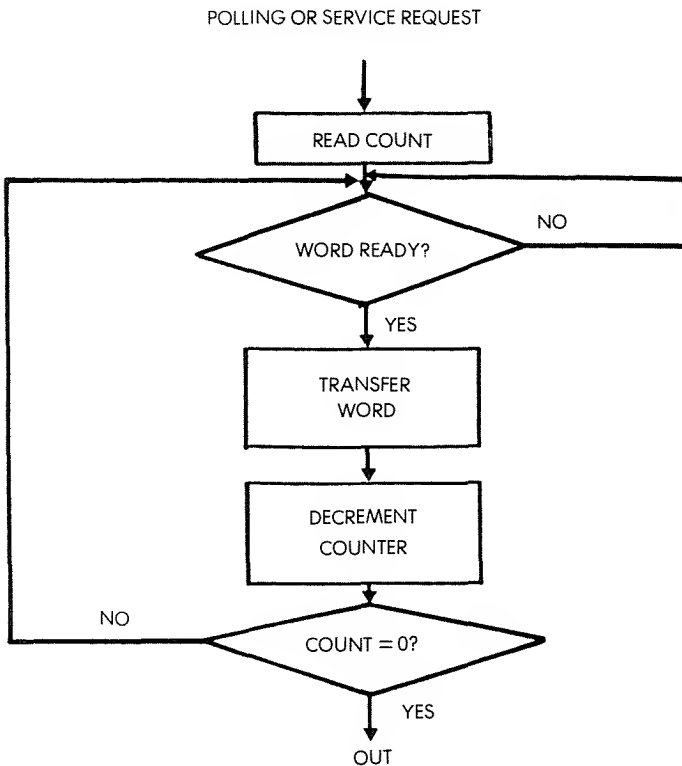 POLLING OR SERVICE REQUEST
READ COUNT
WORD READY?
NO
YES
TRANSFER
WORD
DECREMENT
COUNTER
NO
COUNT = 0?
YES
OUT